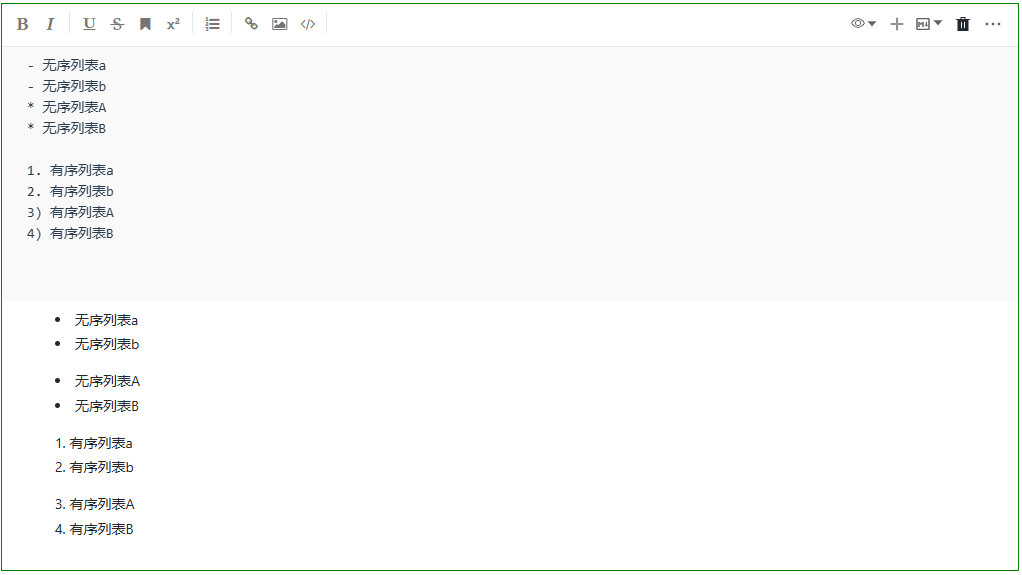 B I U S x²
- 无序列表a
- 无序列表b
* 无序列表A
* 无序列表B
1. 有序列表a
2. 有序列表b
3) 有序列表A
4) 有序列表B
• 无序列表a
• 无序列表b
• 无序列表A
• 无序列表B
1. 有序列表a
2. 有序列表b
3. 有序列表A
4. 有序列表B